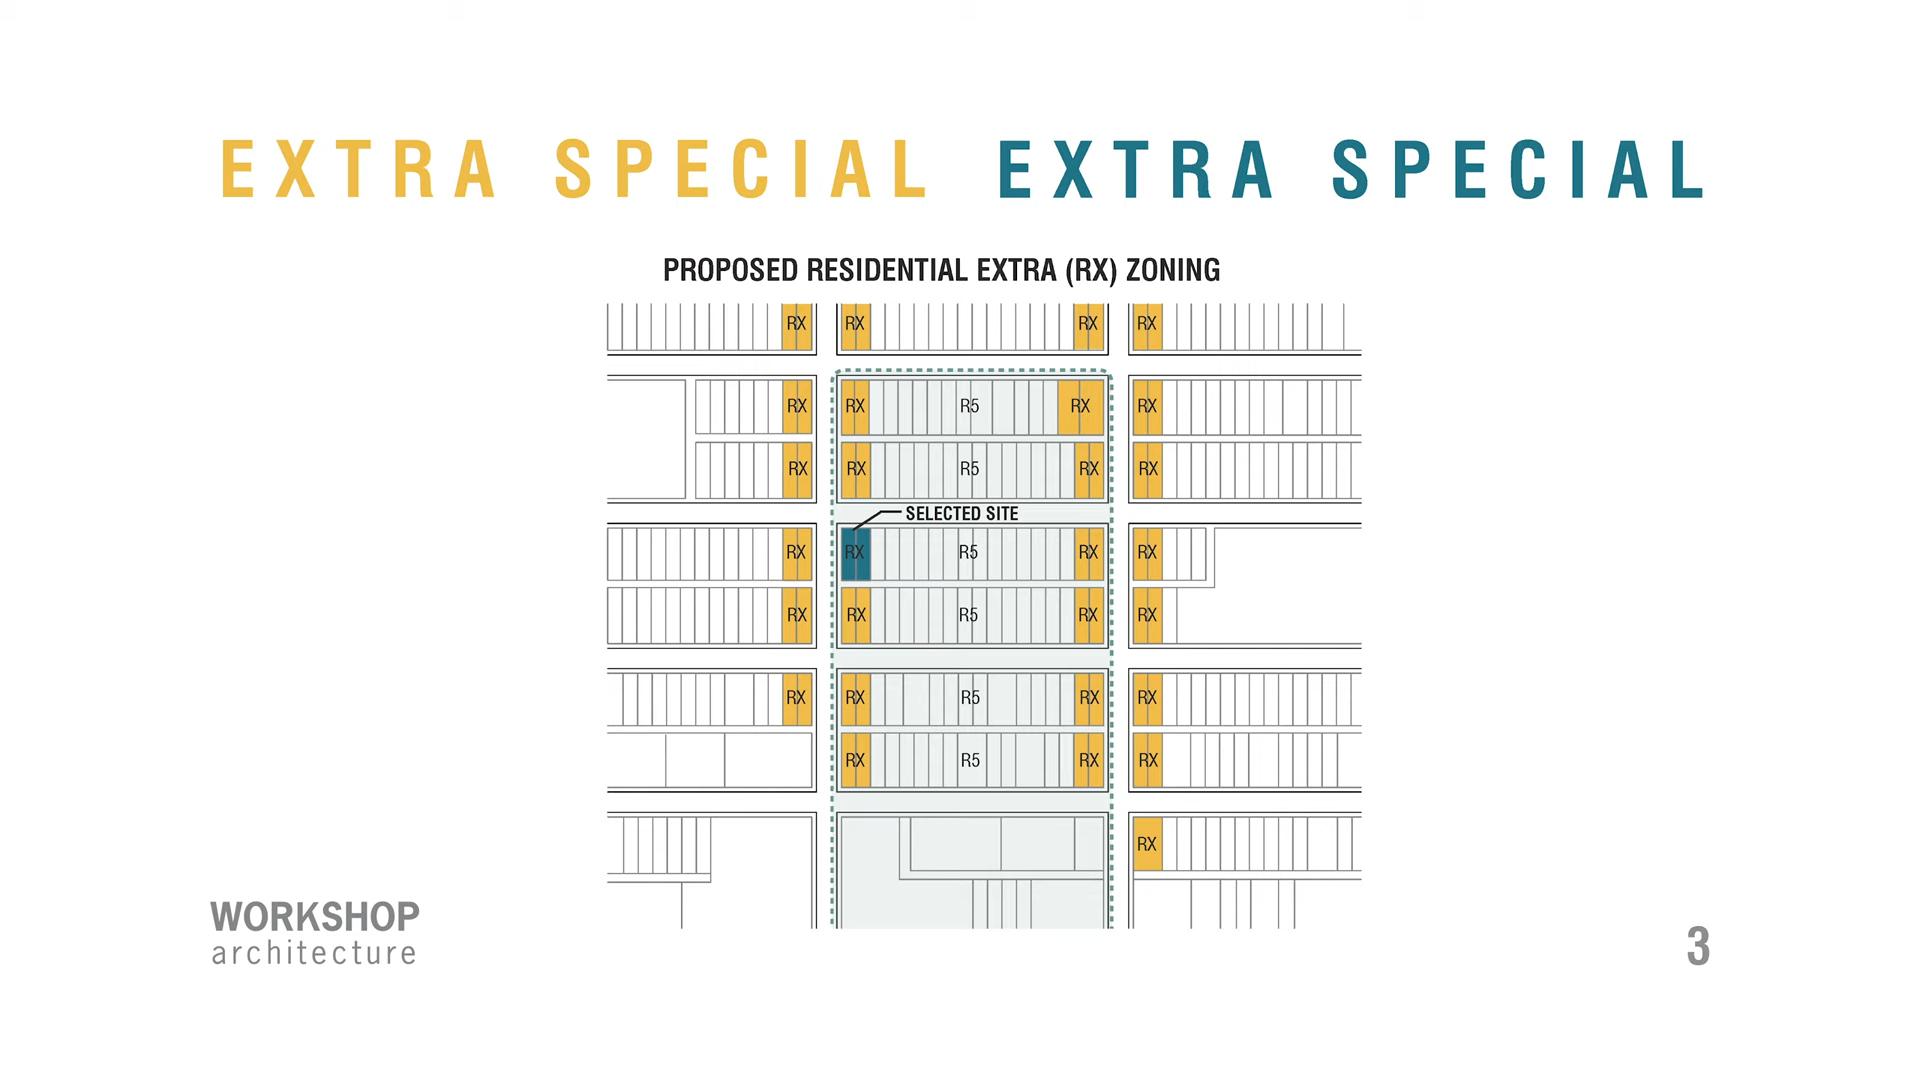 EXTRA SPECIAL EXTRA SPECIAL
PROPOSED RESIDENTIAL EXTRA (RX) ZONING
RX RX RX RX
RX RX R5 RX RX
RX RX R5 RX RX
SELECTED SITE
RX RX R5 RX RX
RX RX R5 RX RX
RX RX R5 RX RX
RX R5 RX RX
RX
WORKSHOP
architecture
3